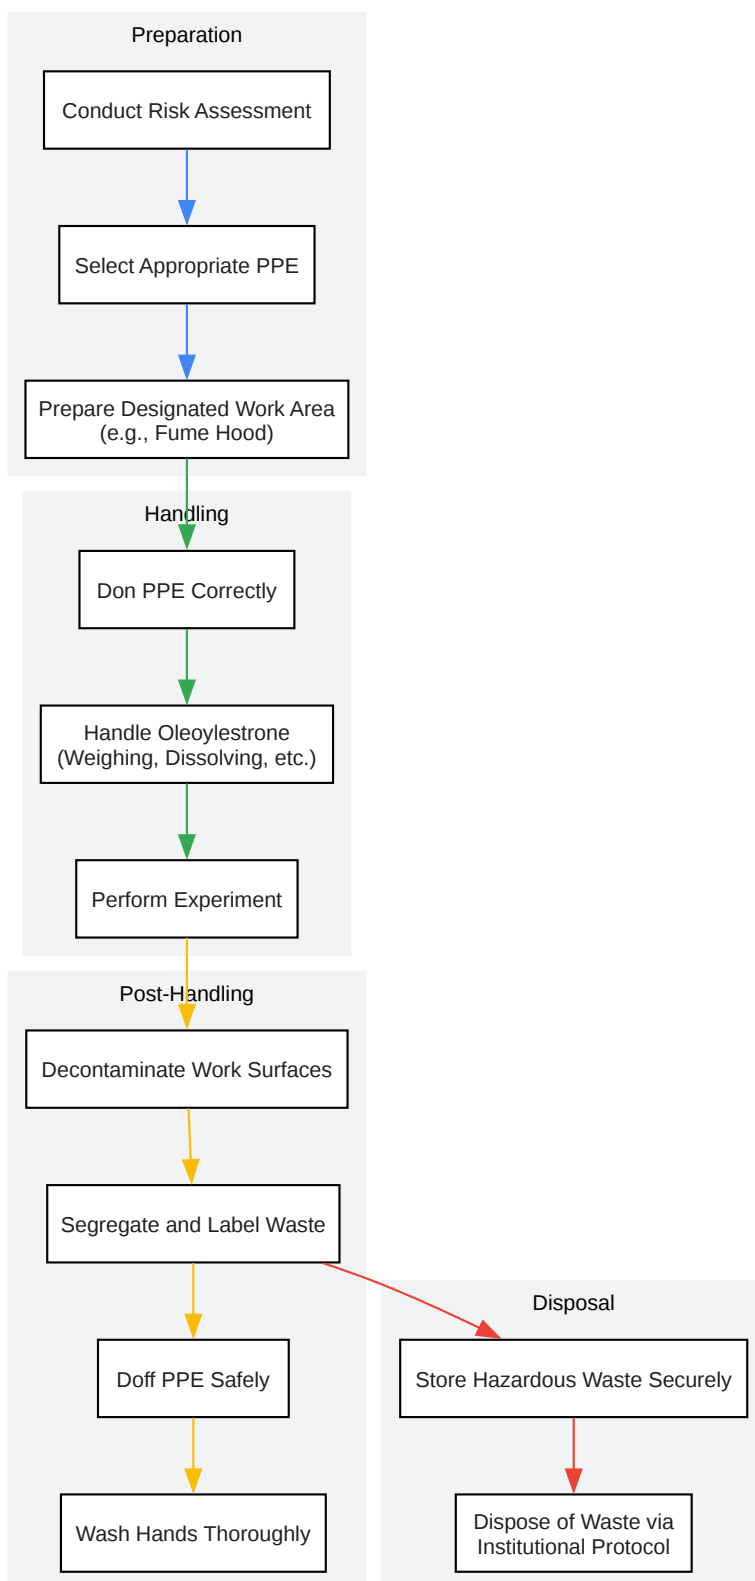 Preparation
Conduct Risk Assessment
Select Appropriate PPE
Prepare Designated Work Area
(e.g., Fume Hood)
Handling
Don PPE Correctly
Handle Oleoylestrone
(Weighing, Dissolving, etc.)
Perform Experiment
Post-Handling
Decontaminate Work Surfaces
Segregate and Label Waste
Doff PPE Safely
Wash Hands Thoroughly
Disposal
Store Hazardous Waste Securely
Dispose of Waste via
Institutional Protocol